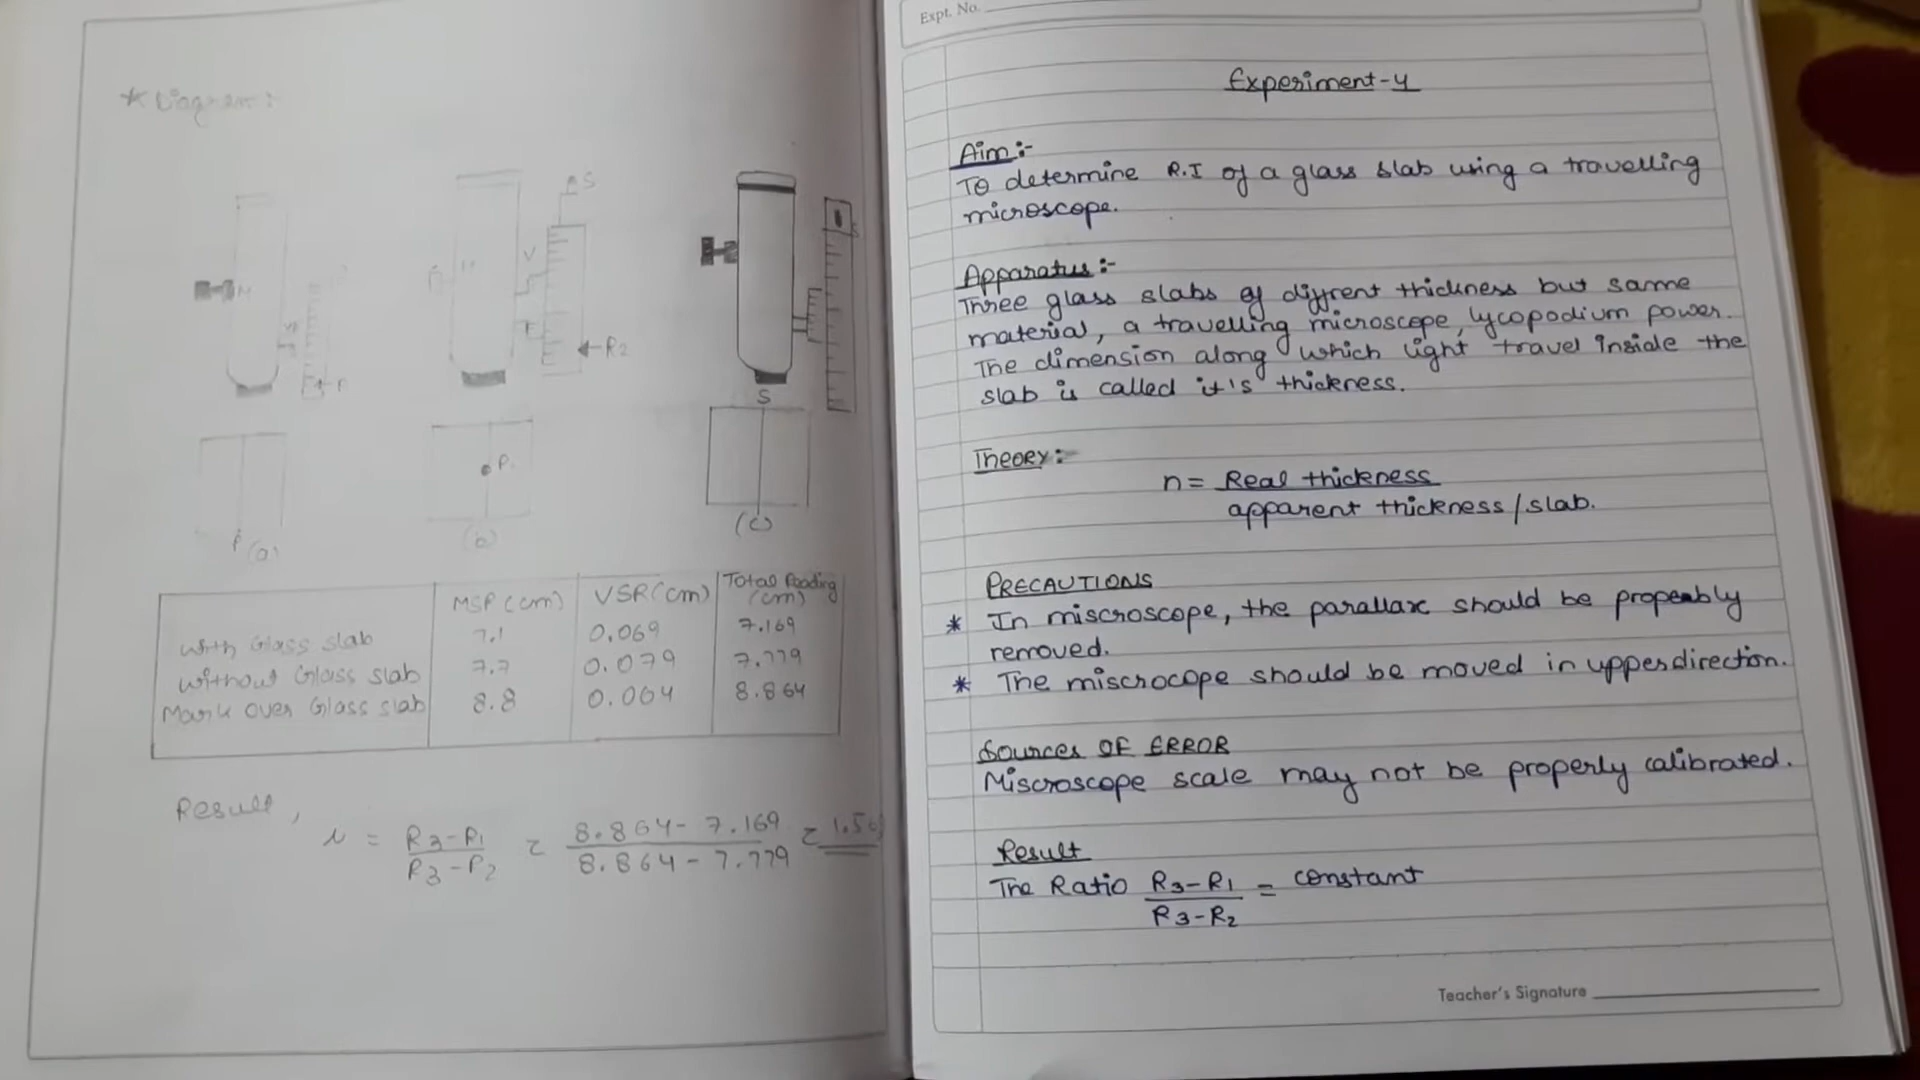 * Diagram:
S
V
R2
P.
S
(a)
(b)
(c)
MSR (cm) VSR (cm) Total Reading (cm)
with Glass slab 7.1 0.069 7.169
without Glass slab 7.7 0.079 7.779
Mark over Glass slab 8.8 0.064 8.864
Result,
= R3-R1 / R3-R2 = 8.864-7.169 / 8.864-7.779
Expt. No.
Experiment-4
Aim:-
To determine R.I of a glass slab using a travelling
microscope.
Apparatus:-
Three glass slabs of diffrent thickness but same
material, a travelling microscope, lycopodium power.
The dimension along which light travel inside the
slab is called it's thickness.
Theory:-
n = Real thickness
apparent thickness/slab.
PRECAUTIONS
* In miscroscope, the parallax should be propeably
removed.
* The miscrocope should be moved in upper direction.
Sources OF ERROR
Miscroscope scale may not be properly calibrated.
Result
The Ratio R3-R1 / R3-R2 = constant
Teacher's Signature